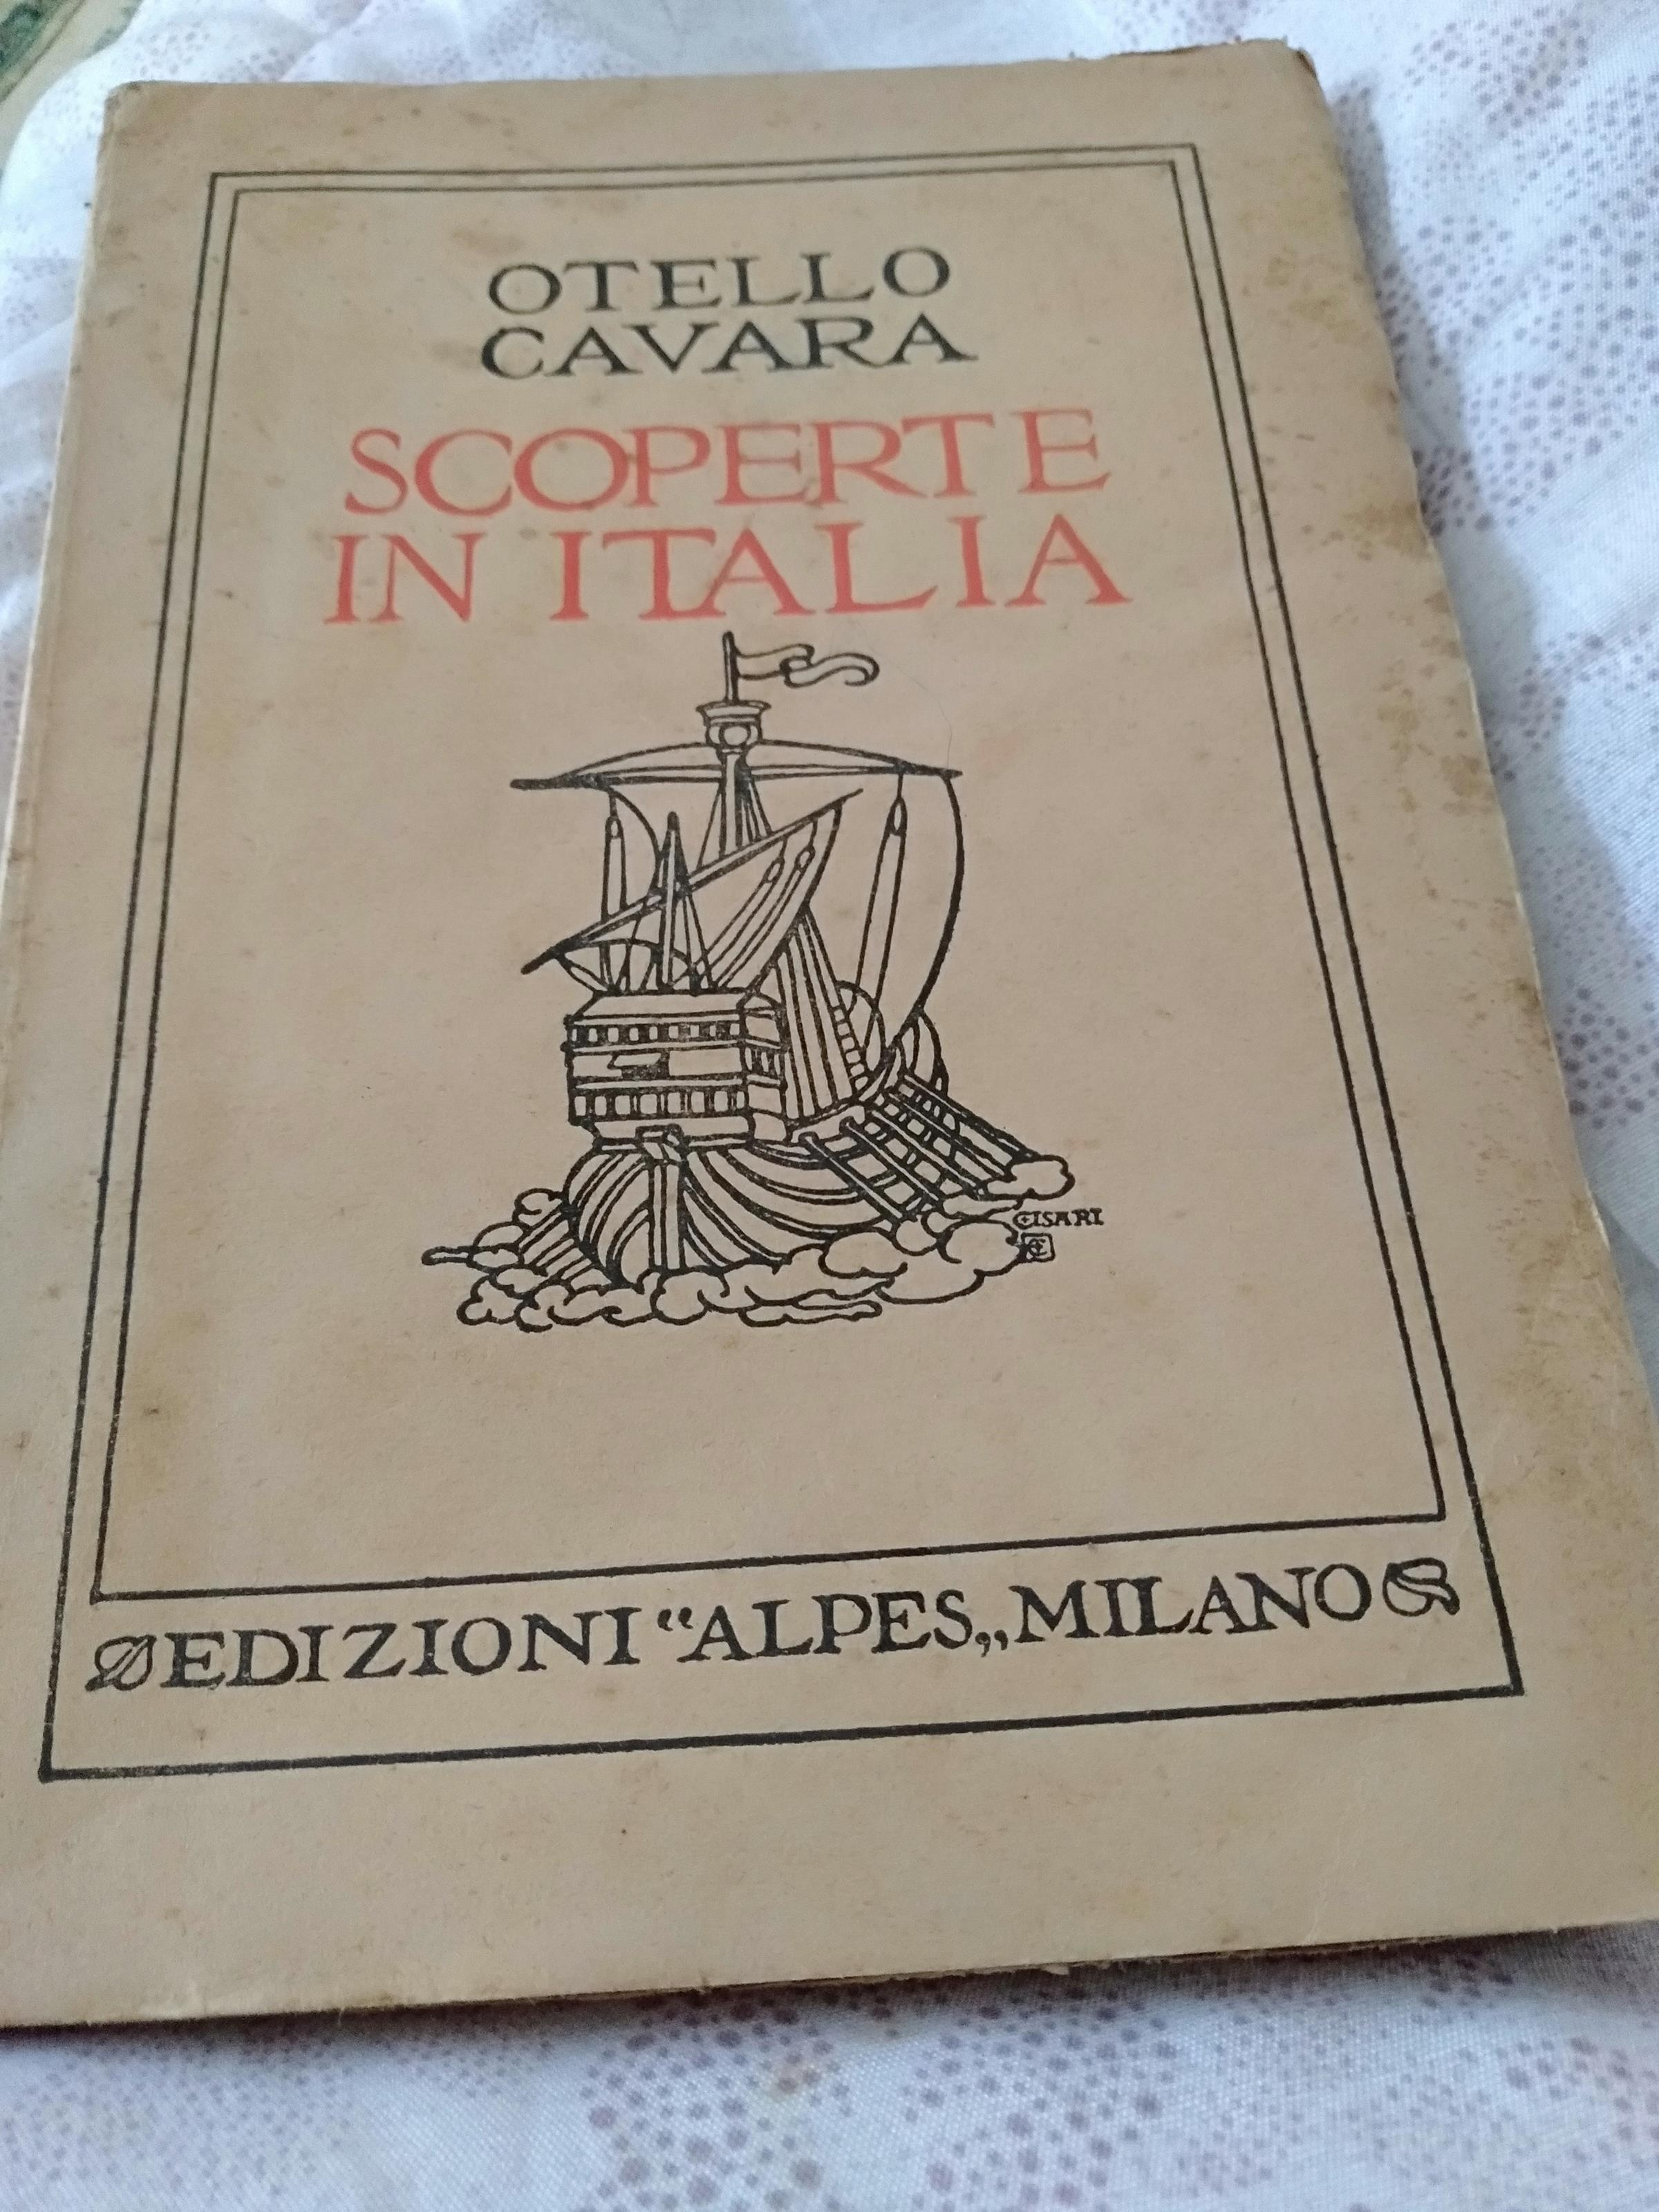 OTELLO
CAVARA
SCOPERTE
IN ITALIA
CISARI
EDIZIONI “ALPES„ MILANO